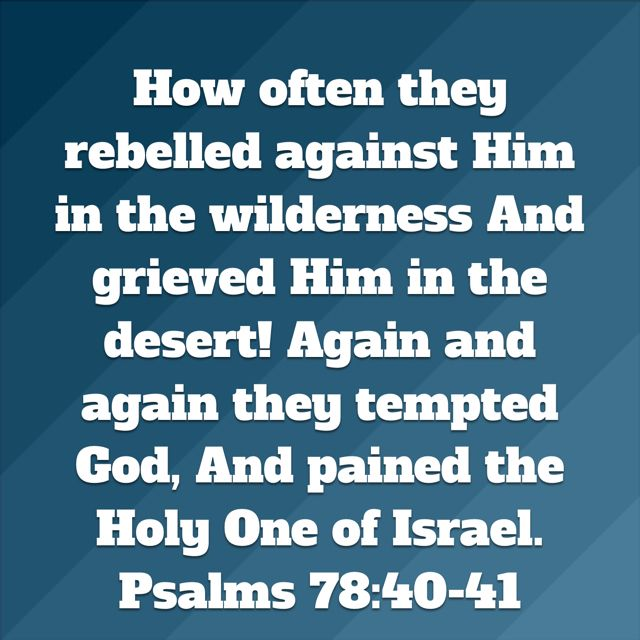 How often they
rebelled against Him
in the wilderness And
grieved Him in the
desert! Again and
again they tempted
God, And pained the
Holy One of Israel.
Psalms 78:40-41